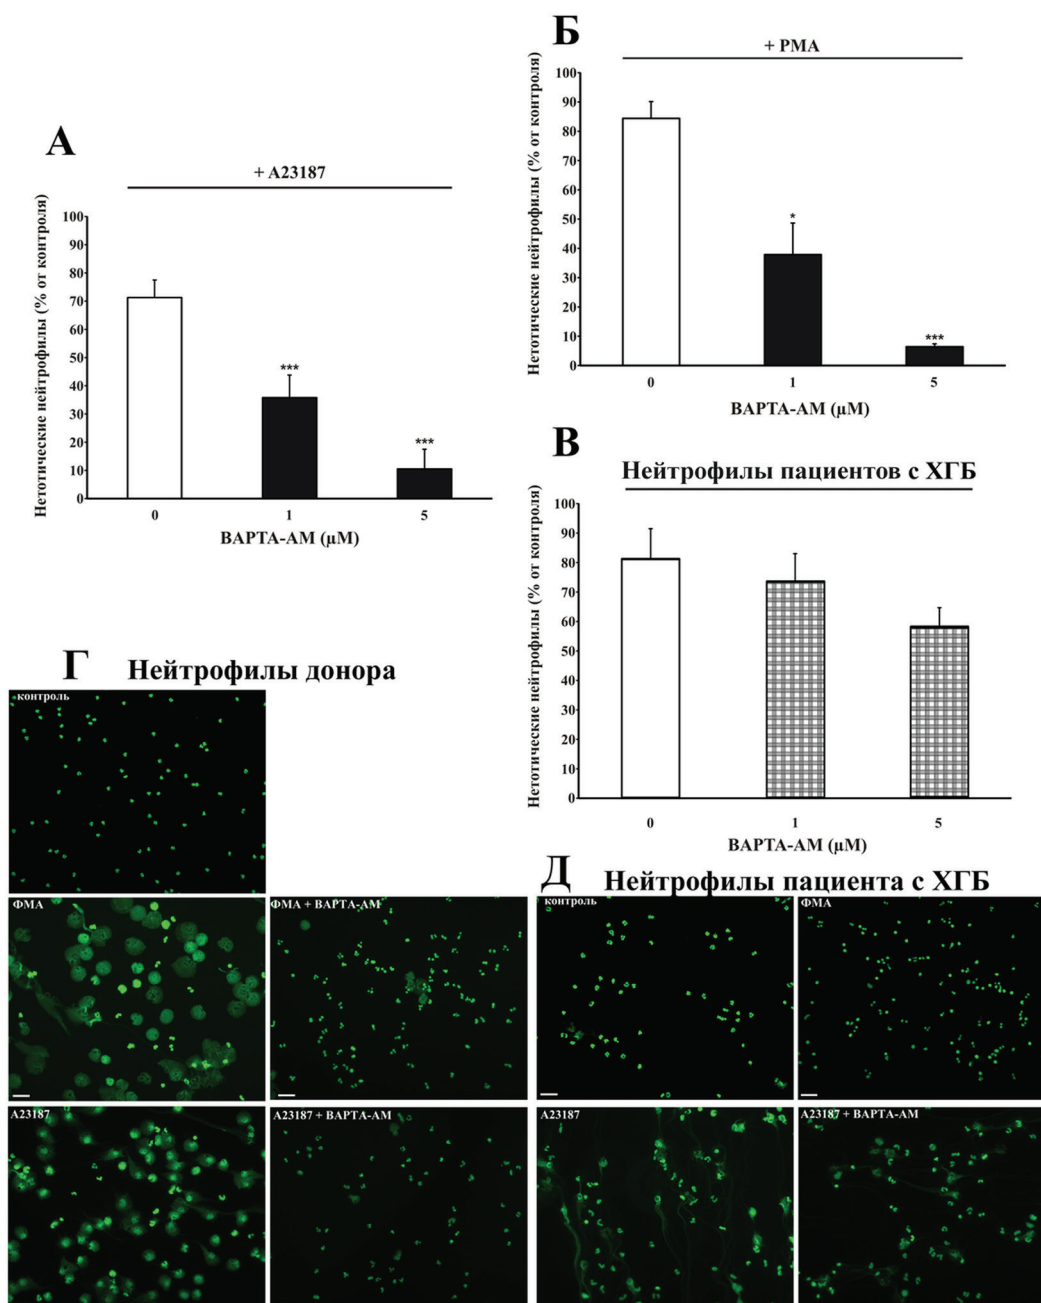 А
+ A23187
Нетотические нейтрофилы (% от контроля)
100
90
80
70
60
50
40
30
20
10
0
***
***
0 1 5
BAPTA-AM (µM)
Б
+ PMA
Нетотические нейтрофилы (% от контроля)
100
90
80
70
60
50
40
30
20
10
0
*
***
0 1 5
BAPTA-AM (µM)
В
Нейтрофилы пациентов с ХГБ
Нетотические нейтрофилы (% от контроля)
100
90
80
70
60
50
40
30
20
10
0
0 1 5
BAPTA-AM (µM)
Г Нейтрофилы донора
контроль
ФМА
ФМА + BAPTA-AM
A23187
A23187 + BAPTA-AM
Д Нейтрофилы пациента с ХГБ
контроль
ФМА
A23187
A23187 + BAPTA-AM